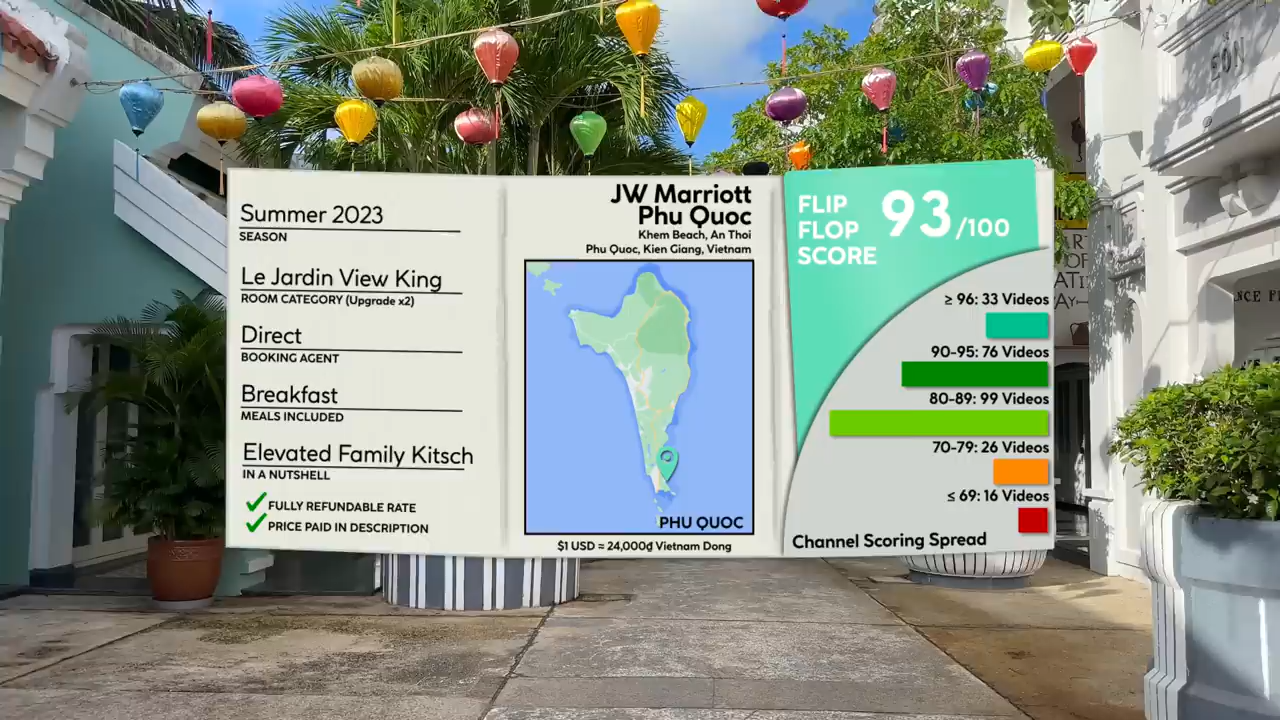 Summer 2023
SEASON
Le Jardin View King
ROOM CATEGORY (Upgrade x2)
Direct
BOOKING AGENT
Breakfast
MEALS INCLUDED
Elevated Family Kitsch
IN A NUTSHELL
FULLY REFUNDABLE RATE
PRICE PAID IN DESCRIPTION
JW Marriott
Phu Quoc
Khem Beach, An Thoi
Phu Quoc, Kien Giang, Vietnam
PHU QUOC
$1 USD = 24,000₫ Vietnam Dong
FLIP
FLOP
SCORE
93/100
≥ 96: 33 Videos
90-95: 76 Videos
80-89: 99 Videos
70-79: 26 Videos
≤ 69: 16 Videos
Channel Scoring Spread